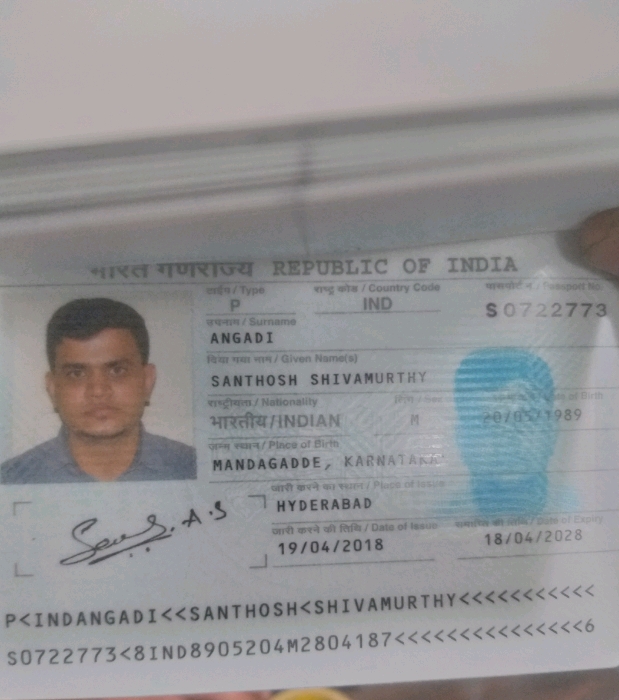 भारत गणराज्य REPUBLIC OF INDIA
टाईप / Type राष्ट्र कोड / Country Code पासपोर्ट न. / Passport No.
P IND S0722773
उपनाम / Surname
ANGADI
दिया गया नाम / Given Name(s)
SANTHOSH SHIVAMURTHY
राष्ट्रीयता / Nationality लिंग / Sex Date of Birth
भारतीय/INDIAN M 20/05/1989
जन्म स्थान / Place of Birth
MANDAGADDE, KARNATAKA
जारी करने का स्थान / Place of Issue
HYDERABAD
जारी करने की तिथि / Date of Issue समाप्ति की तिथि / Date of Expiry
19/04/2018 18/04/2028
P<INDANGADI<<SANTHOSH<SHIVAMURTHY<<<<<<<<<<<
S0722773<8IND8905204M2804187<<<<<<<<<<<<<<<6